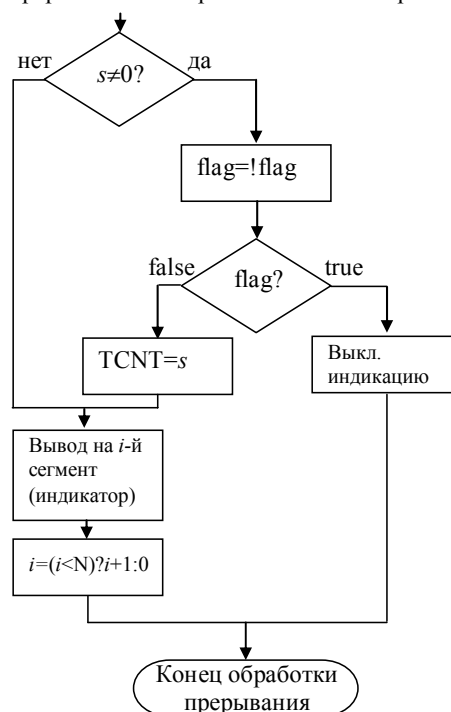 нет
s≠0?
да
flag=!flag
false
flag?
true
TCNT=s
Выкл.
индикацию
Вывод на i-й
сегмент
(индикатор)
i=(i<N)?i+1:0
Конец обработки
прерывания